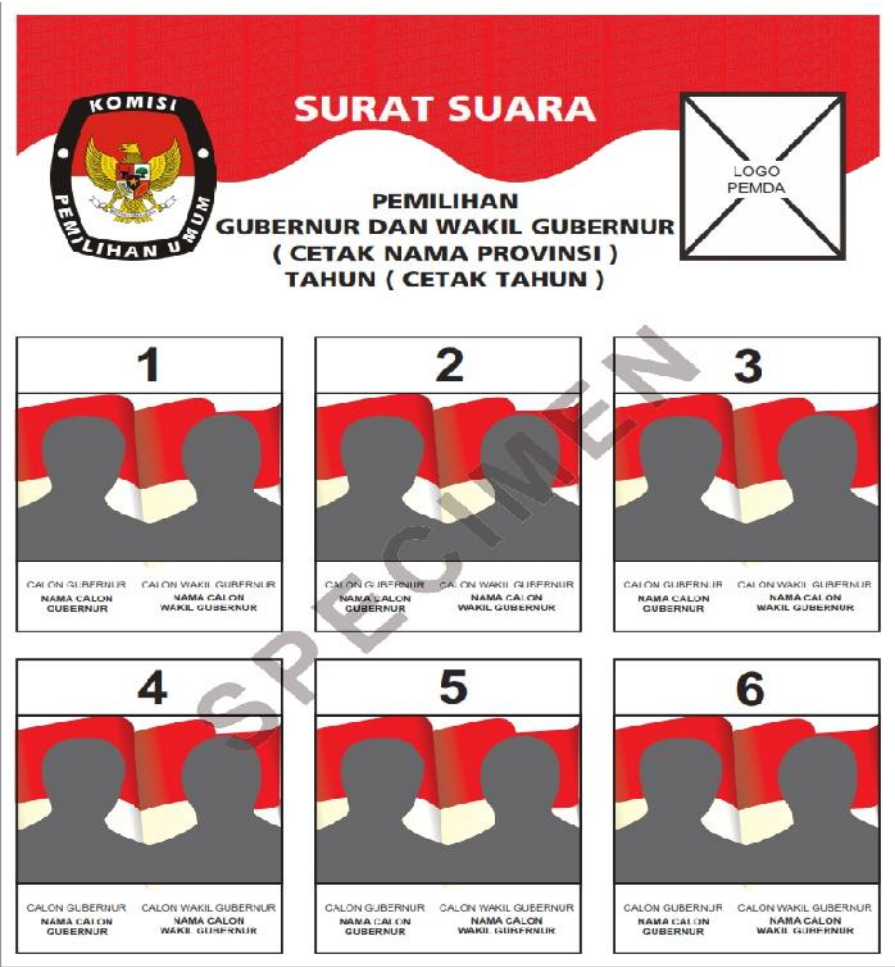 KOMISI
PEMILIHAN UMUM
SURAT SUARA
LOGO
PEMDA
PEMILIHAN
GUBERNUR DAN WAKIL GUBERNUR
( CETAK NAMA PROVINSI )
TAHUN ( CETAK TAHUN )
SPECIMEN
1
CALON GUBERNUR CALON WAKIL GUBERNUR
NAMA CALON NAMA CALON
GUBERNUR WAKIL GUBERNUR
2
CALON GUBERNUR CALON WAKIL GUBERNUR
NAMA CALON NAMA CALON
GUBERNUR WAKIL GUBERNUR
3
CALON GUBERNUR CALON WAKIL GUBERNUR
NAMA CALON NAMA CALON
GUBERNUR WAKIL GUBERNUR
4
CALON GUBERNUR CALON WAKIL GUBERNUR
NAMA CALON NAMA CALON
GUBERNUR WAKIL GUBERNUR
5
CALON GUBERNUR CALON WAKIL GUBERNUR
NAMA CALON NAMA CALON
GUBERNUR WAKIL GUBERNUR
6
CALON GUBERNUR CALON WAKIL GUBERNUR
NAMA CALON NAMA CALON
GUBERNUR WAKIL GUBERNUR